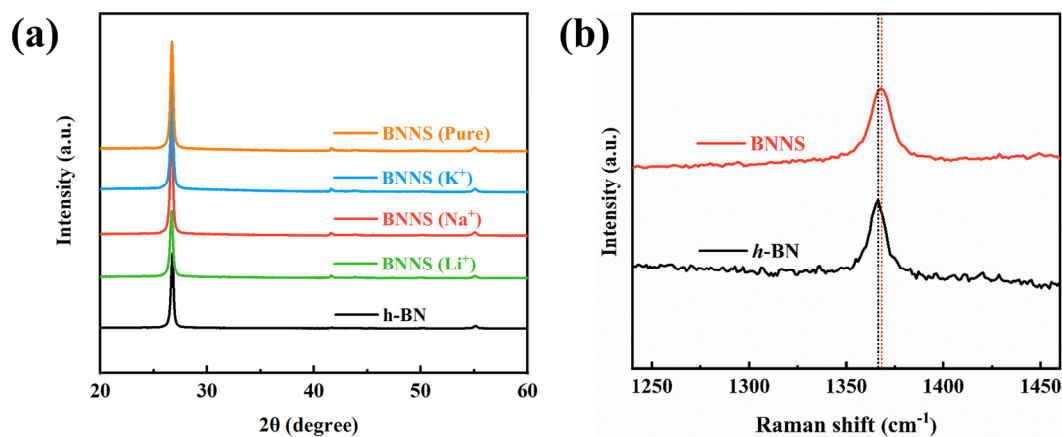 (a)
Intensity (a.u.)
BNNS (Pure)
BNNS (K⁺)
BNNS (Na⁺)
BNNS (Li⁺)
h-BN
20 30 40 50 60
2θ (degree)
(b)
Intensity (a.u.)
BNNS
h-BN
1250 1300 1350 1400 1450
Raman shift (cm⁻¹)